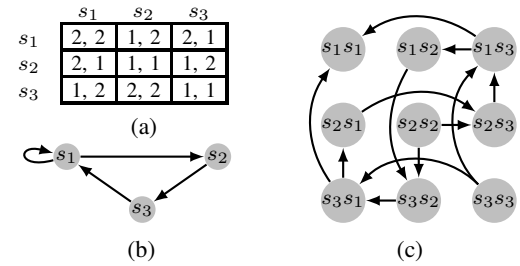 s₁ s₂ s₃
s₁ 2, 2 1, 2 2, 1
s₂ 2, 1 1, 1 1, 2
s₃ 1, 2 2, 2 1, 1
(a)
s₁ s₂
s₃
(b)
s₁s₁ s₁s₂ s₁s₃
s₂s₁ s₂s₂ s₂s₃
s₃s₁ s₃s₂ s₃s₃
(c)